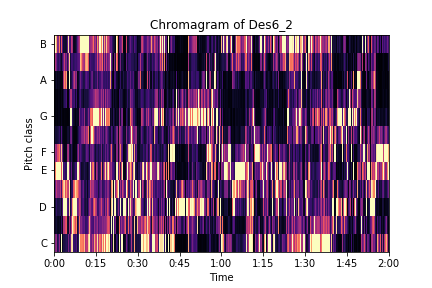 Chromagram of Des6_2
B
A
G
F
E
D
C
Pitch class
0:00 0:15 0:30 0:45 1:00 1:15 1:30 1:45 2:00
Time